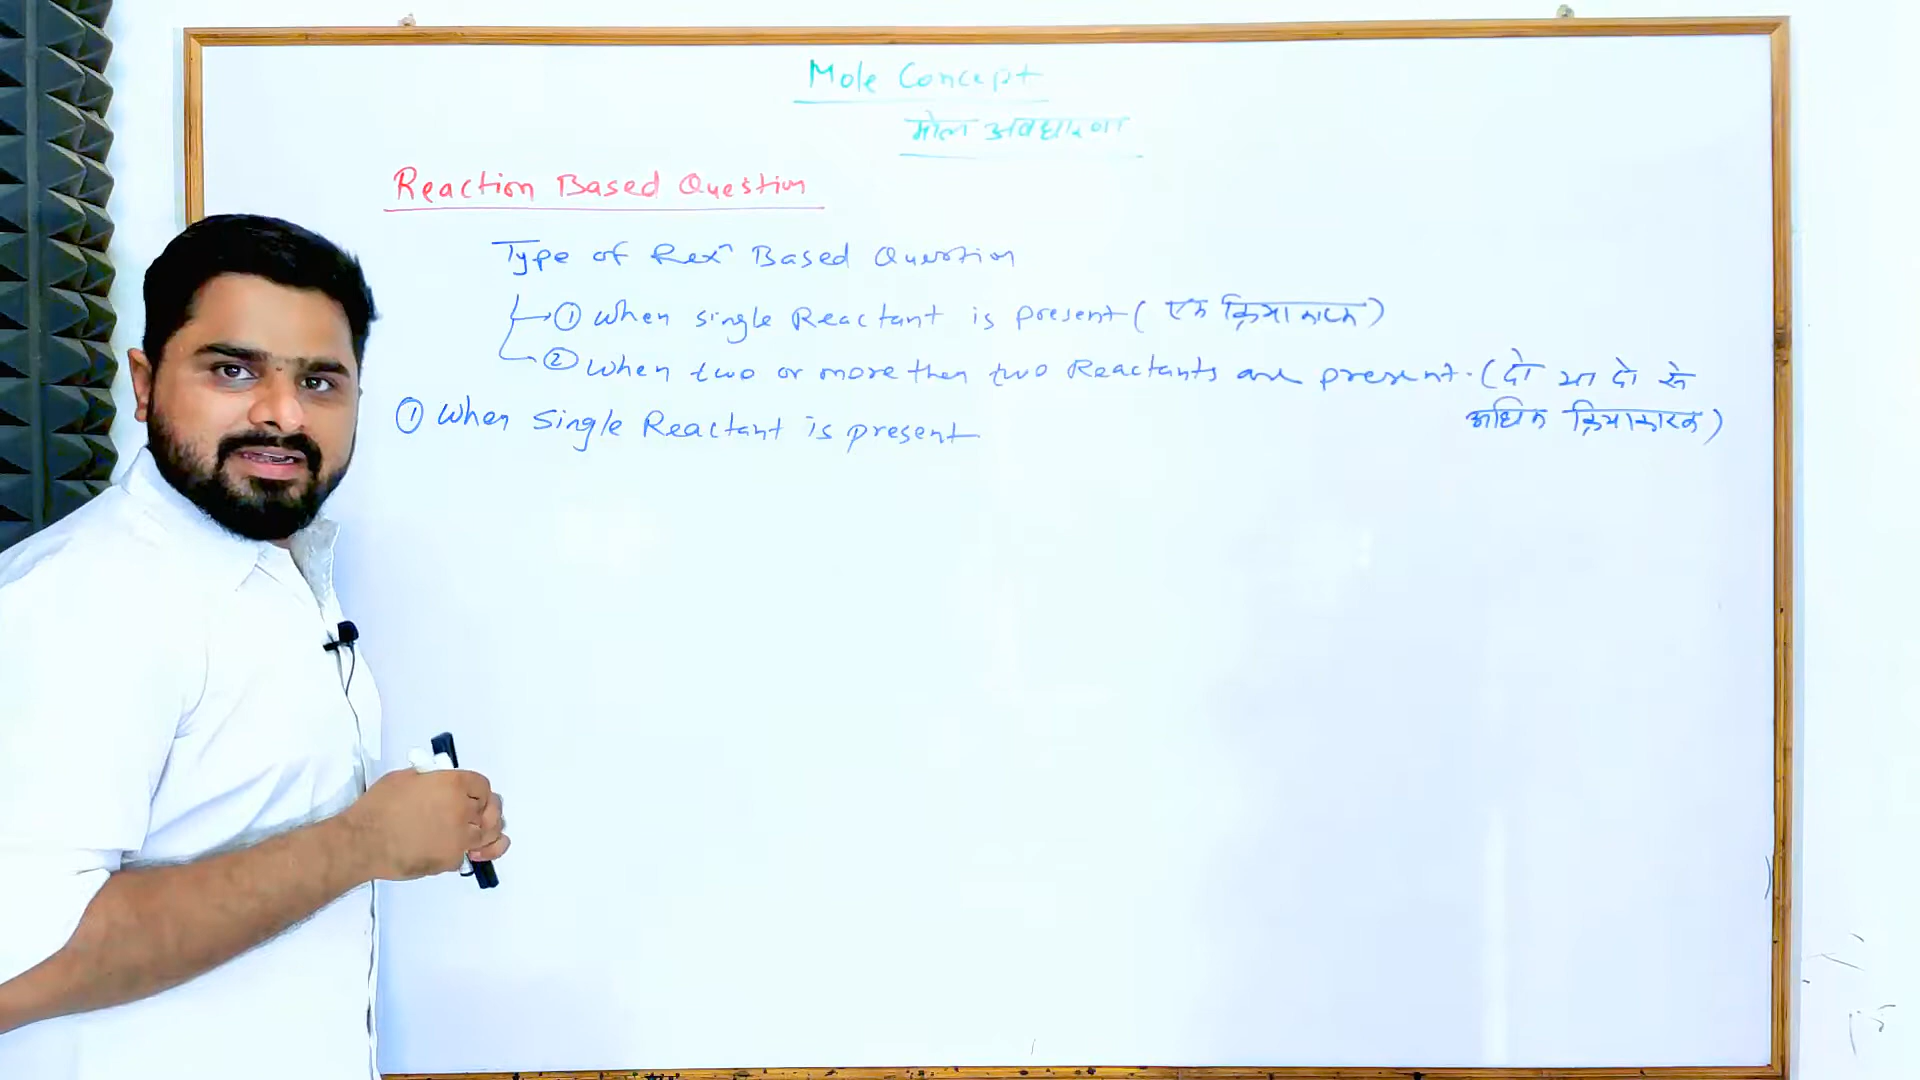 Mole Concept
मोल अवधारणा
Reaction Based Question
Type of Rexⁿ Based Question
① When single Reactant is present ( एक क्रियाकारक )
② When two or more then two Reactants are present. ( दो या दो से
अधिक क्रियाकारक )
① When Single Reactant is present